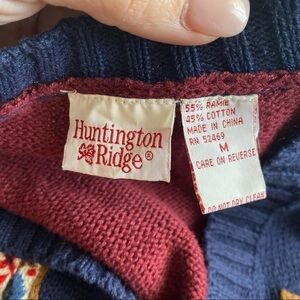 Huntington
Ridge®
55% RAMIE
45% COTTON
MADE IN CHINA
RN 52469
M
CARE ON REVERSE
DO NOT DRY CLEAN